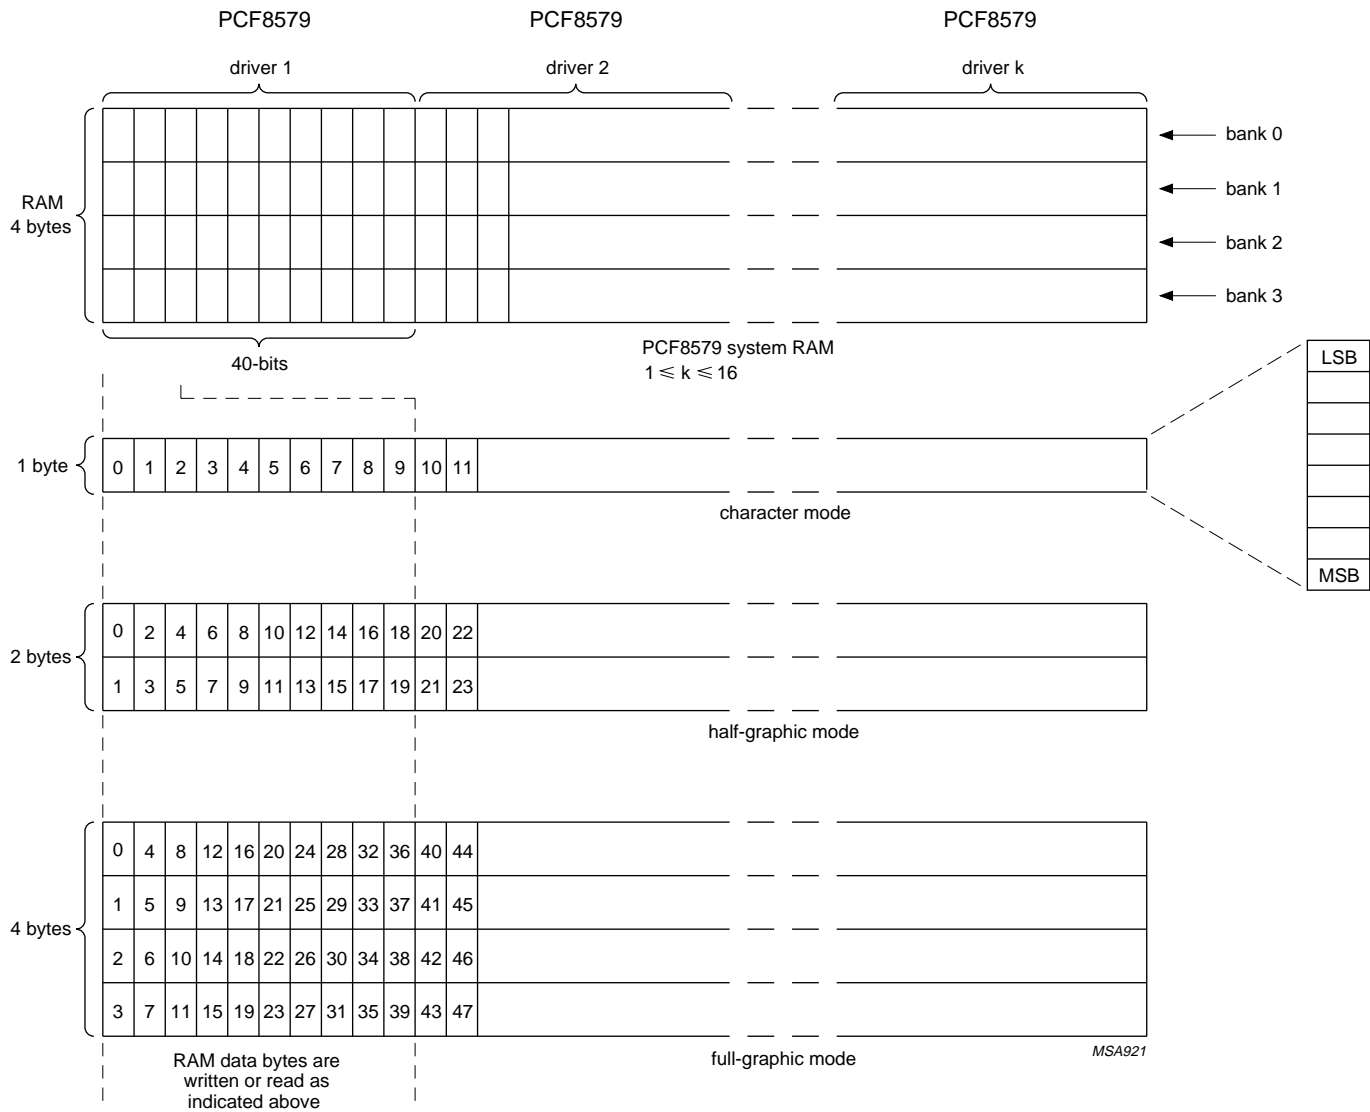 PCF8579 PCF8579 PCF8579
driver 1 driver 2 driver k
bank 0
bank 1
RAM
4 bytes
bank 2
bank 3
40-bits
PCF8579 system RAM
1 ⩽ k ⩽ 16
LSB
1 byte
0 1 2 3 4 5 6 7 8 9 10 11
character mode
MSB
2 bytes
0 2 4 6 8 10 12 14 16 18 20 22
1 3 5 7 9 11 13 15 17 19 21 23
half-graphic mode
4 bytes
0 4 8 12 16 20 24 28 32 36 40 44
1 5 9 13 17 21 25 29 33 37 41 45
2 6 10 14 18 22 26 30 34 38 42 46
3 7 11 15 19 23 27 31 35 39 43 47
full-graphic mode
MSA921
RAM data bytes are
written or read as
indicated above